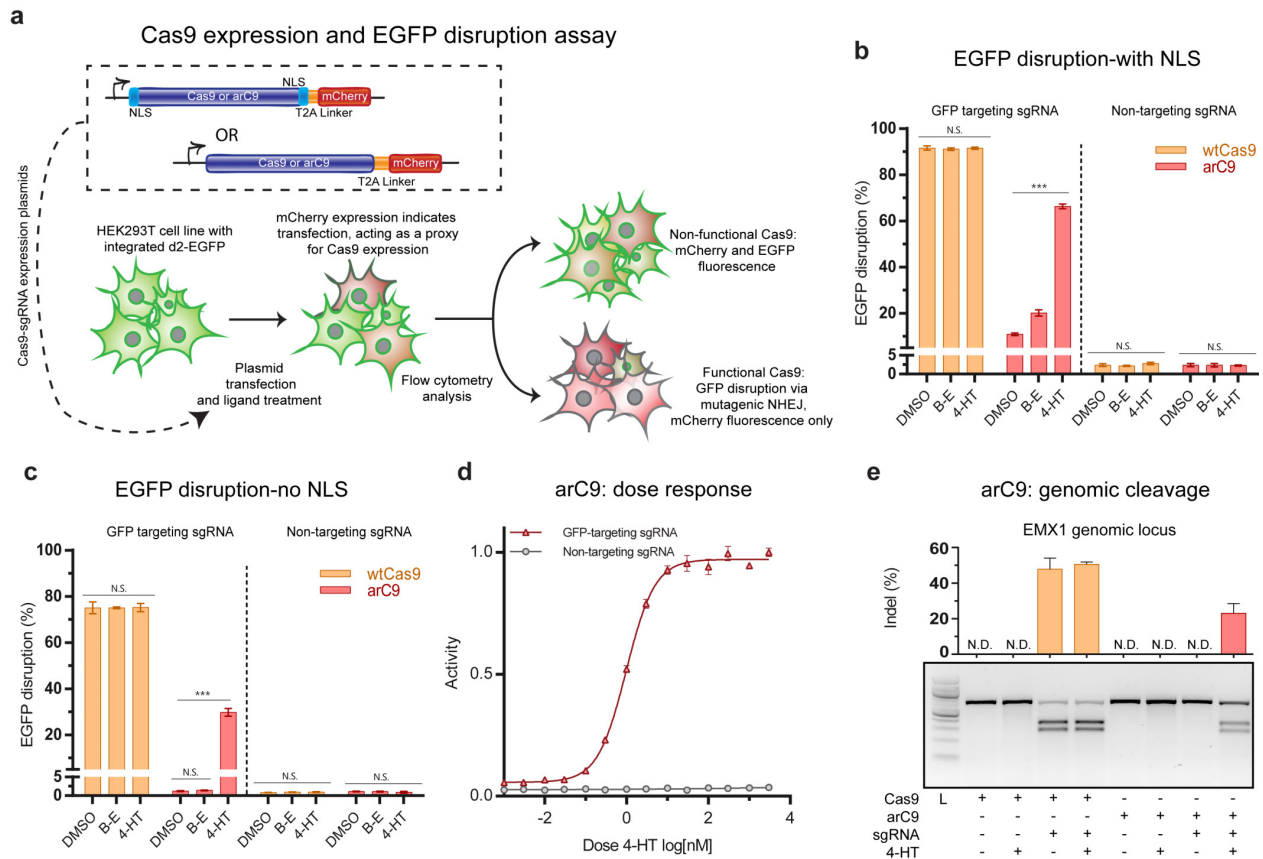 a
Cas9 expression and EGFP disruption assay
NLS
Cas9 or arC9
mCherry
NLS
T2A Linker
OR
Cas9 or arC9
mCherry
T2A Linker
Cas9-sgRNA expression plasmids
HEK293T cell line with
integrated d2-EGFP
mCherry expression indicates
transfection, acting as a proxy
for Cas9 expression
Non-functional Cas9:
mCherry and EGFP
fluorescence
Plasmid
transfection
and ligand treatment
Flow cytometry
analysis
Functional Cas9:
GFP disruption via
mutagenic NHEJ,
mCherry fluorescence only
b
EGFP disruption-with NLS
GFP targeting sgRNA
Non-targeting sgRNA
EGFP disruption (%)
100
80
60
40
20
5
0
N.S.
***
wtCas9
arC9
N.S.
N.S.
DMSO
B-E
4-HT
DMSO
B-E
4-HT
DMSO
B-E
4-HT
DMSO
B-E
4-HT
c
EGFP disruption-no NLS
GFP targeting sgRNA
Non-targeting sgRNA
EGFP disruption (%)
100
80
60
40
20
5
0
N.S.
***
N.S.
wtCas9
arC9
N.S.
N.S.
DMSO
B-E
4-HT
DMSO
B-E
4-HT
DMSO
B-E
4-HT
DMSO
B-E
4-HT
d
arC9: dose response
GFP-targeting sgRNA
Non-targeting sgRNA
Activity
1.0
0.5
0.0
-2 0 2 4
Dose 4-HT log[nM]
e
arC9: genomic cleavage
EMX1 genomic locus
Indel (%)
60
40
20
0
N.D. N.D. N.D. N.D. N.D.
Cas9 L + + + + - - - -
arC9 - - - - + + + +
sgRNA - - + + - - + +
4-HT - + - + - + - +